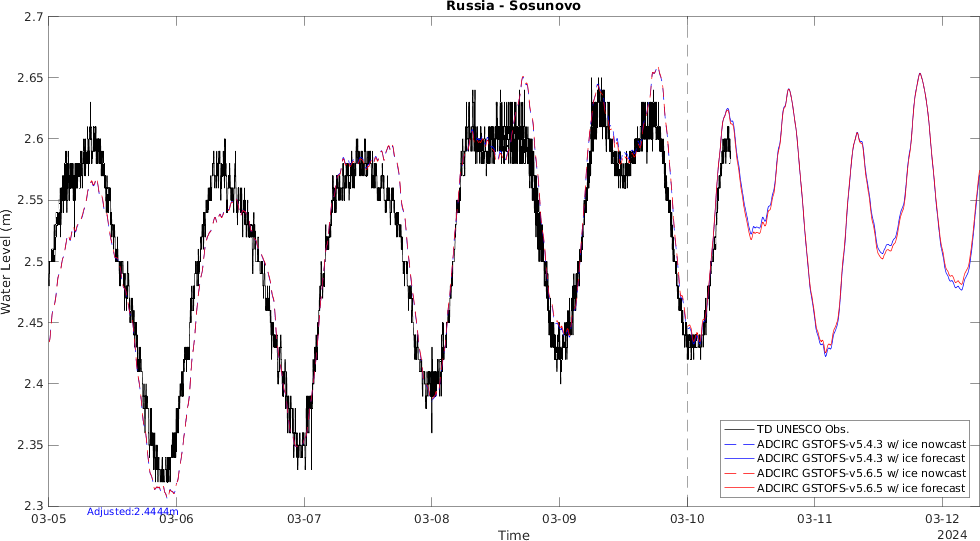 Russia - Sosunovo
2.7
2.65
2.6
2.55
2.5
2.45
2.4
2.35
2.3
Water Level (m)
TD UNESCO Obs.
ADCIRC GSTOFS-v5.4.3 w/ ice nowcast
ADCIRC GSTOFS-v5.4.3 w/ ice forecast
ADCIRC GSTOFS-v5.6.5 w/ ice nowcast
ADCIRC GSTOFS-v5.6.5 w/ ice forecast
Adjusted:2.4444m
03-05 03-06 03-07 03-08 03-09 03-10 03-11 03-12
Time
2024